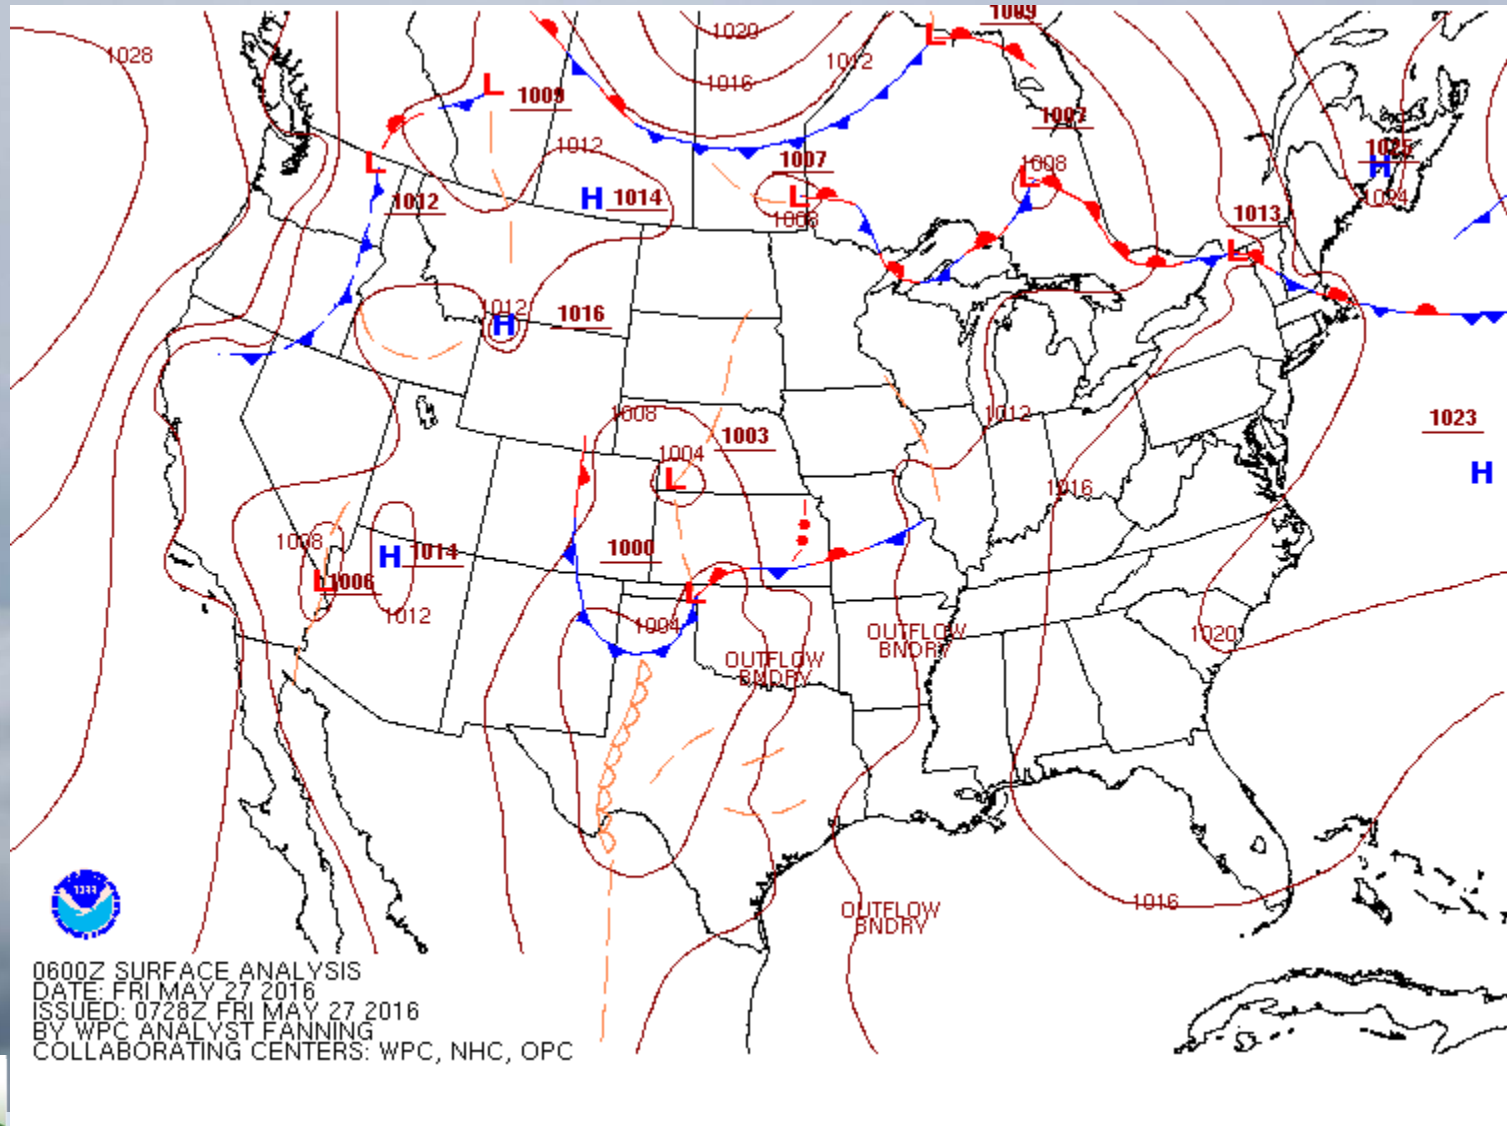 1009
1020
1028
1012
1016
1009
1007
1012
1007
1008
1025
1014
1024
1012
1008
1013
1012
1016
1008
1012
1023
1003
1004
1016
1008
1014
1000
1006
1012
1004
OUTFLOW
BNDRY
1020
OUTFLOW
BNDRY
1016
OUTFLOW
BNDRY
H
H
H
H
H
L
L
L
L
L
L
L
L
L
0600Z SURFACE ANALYSIS
DATE: FRI MAY 27 2016
ISSUED: 0728Z FRI MAY 27 2016
BY WPC ANALYST FANNING
COLLABORATING CENTERS: WPC, NHC, OPC